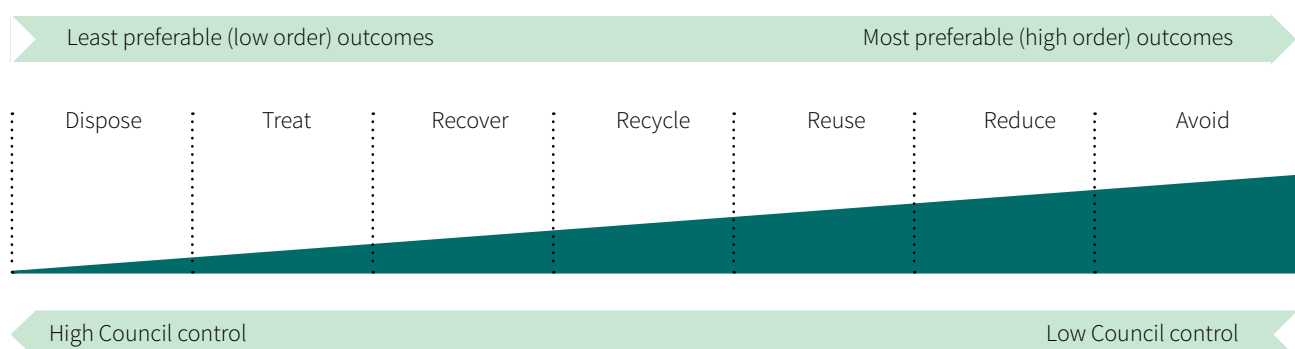 Least preferable (low order) outcomes Most preferable (high order) outcomes
Dispose Treat Recover Recycle Reuse Reduce Avoid
High Council control Low Council control